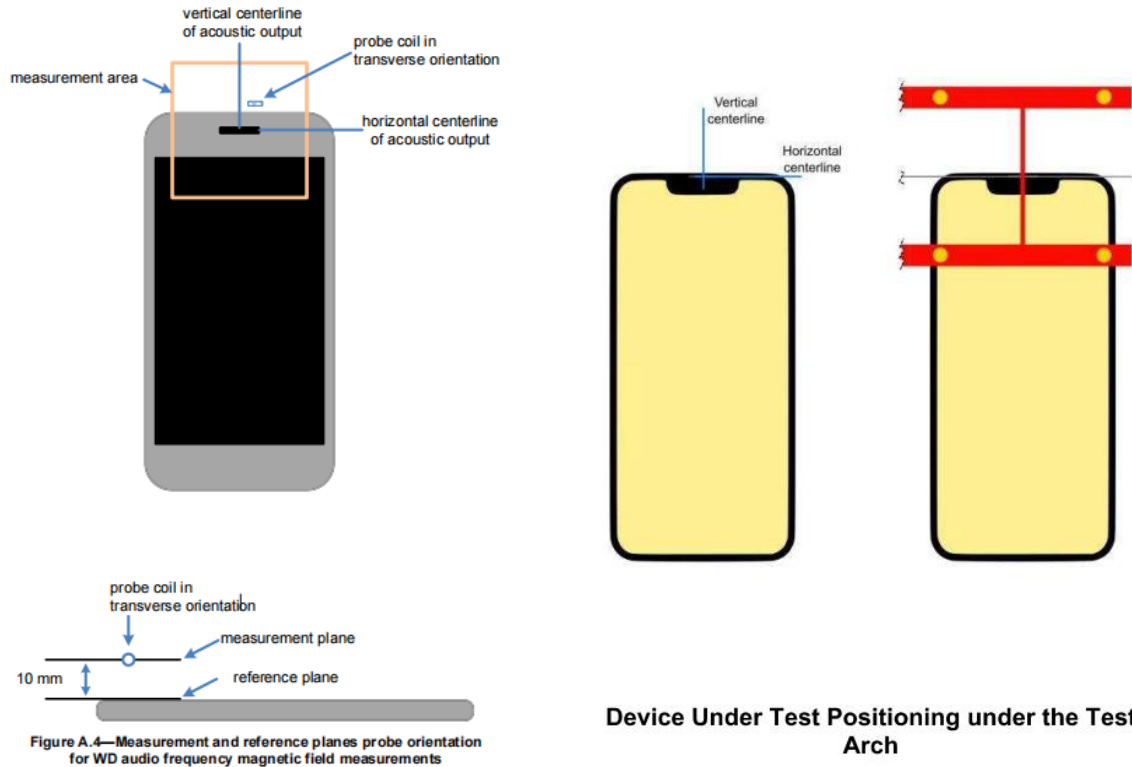 vertical centerline
of acoustic output
probe coil in
transverse orientation
measurement area
horizontal centerline
of acoustic output
probe coil in
transverse orientation
measurement plane
10 mm
reference plane
Figure A.4—Measurement and reference planes probe orientation
for WD audio frequency magnetic field measurements
Vertical
centerline
Horizontal
centerline
Device Under Test Positioning under the Test
Arch